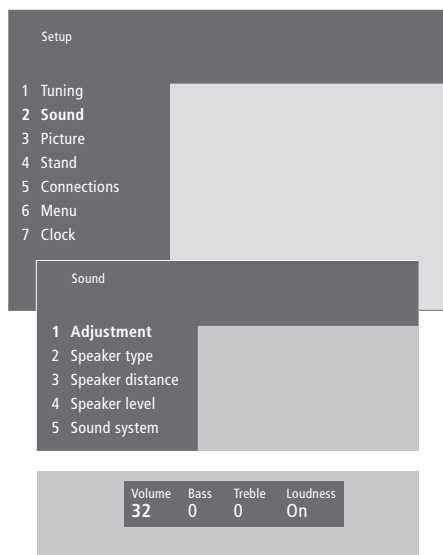 Setup
1 Tuning
2 Sound
3 Picture
4 Stand
5 Connections
6 Menu
7 Clock
Sound
1 Adjustment
2 Speaker type
3 Speaker distance
4 Speaker level
5 Sound system
Volume Bass Treble Loudness
32 0 0 On